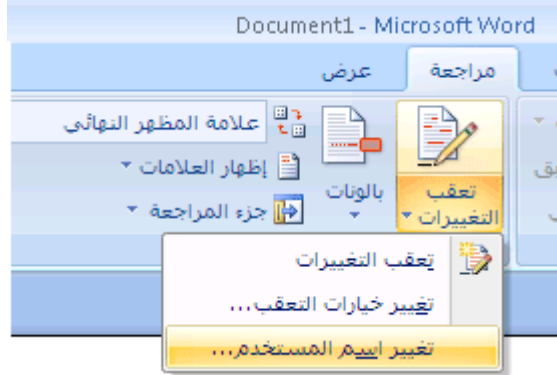 Document1 - Microsoft Word
مراجعة
عرض
تعقب
التغييرات
بالونات
علامة المظهر النهائي
إظهار العلامات
جزء المراجعة
تعقب التغييرات
تغيير خيارات التعقب...
تغيير اسم المستخدم...